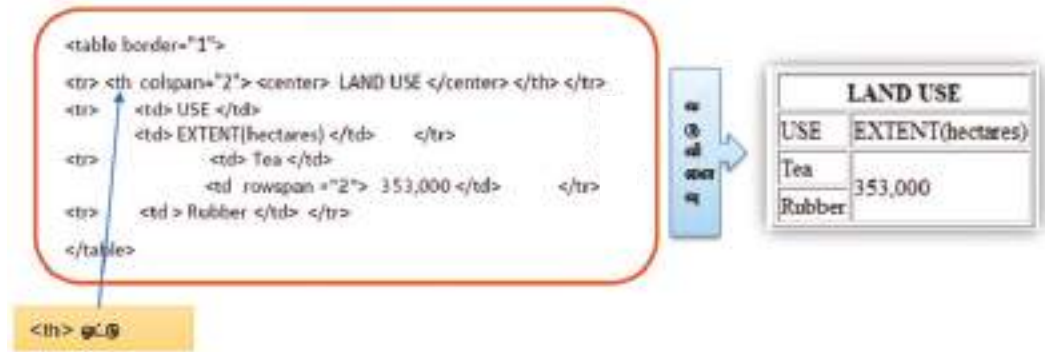 <table border="1">
<tr> <th colspan="2"> <center> LAND USE </center> </th> </tr>
<tr> <td> USE </td>
<td> EXTENT(hectares) </td> </tr>
<tr> <td> Tea </td>
<td rowspan ="2"> 353,000 </td> </tr>
<tr> <td > Rubber </td> </tr>
</table>
<th> ஒட்டு
வ
ரு
வி
ளை
வு
LAND USE
USE EXTENT(hectares)
Tea
353,000
Rubber